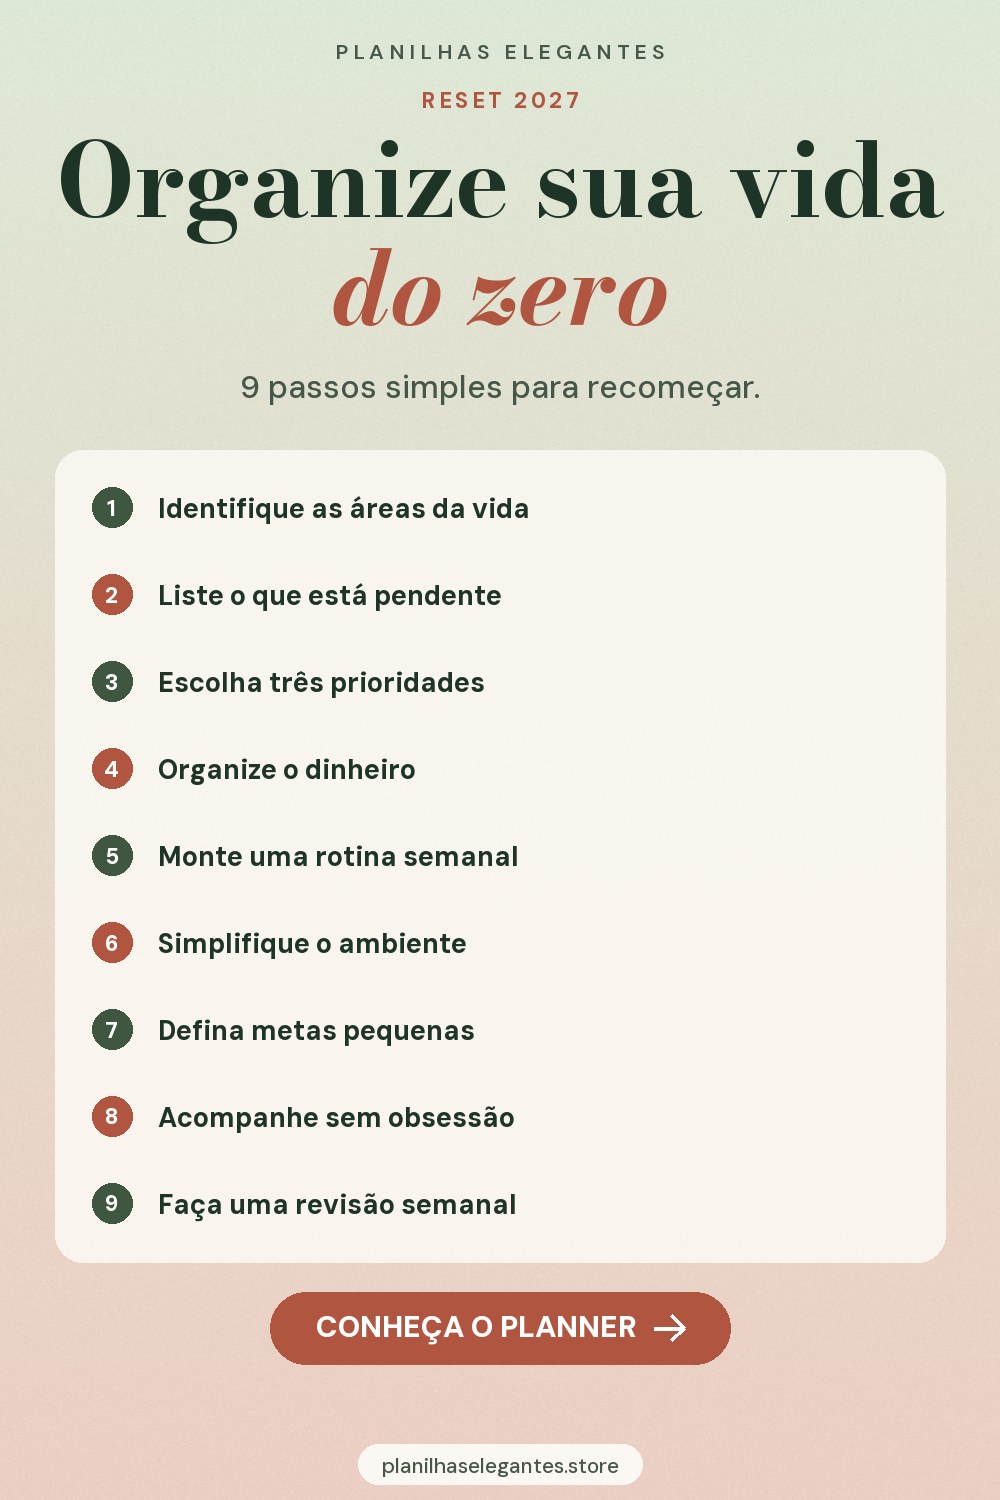 PLANILHAS ELEGANTES
RESET 2027
Organize sua vida
do zero
9 passos simples para recomeçar.
1 Identifique as áreas da vida
2 Liste o que está pendente
3 Escolha três prioridades
4 Organize o dinheiro
5 Monte uma rotina semanal
6 Simplifique o ambiente
7 Defina metas pequenas
8 Acompanhe sem obsessão
9 Faça uma revisão semanal
CONHEÇA O PLANNER →
planilhaselegantes.store